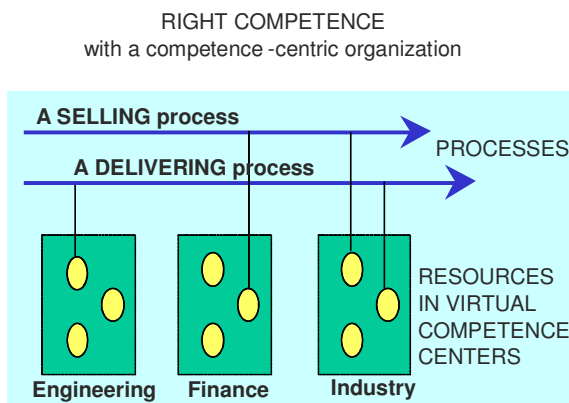 RIGHT COMPETENCE
with a competence -centric organization
A SELLING process
PROCESSES
A DELIVERING process
RESOURCES
IN VIRTUAL
COMPETENCE
CENTERS
Engineering
Finance
Industry